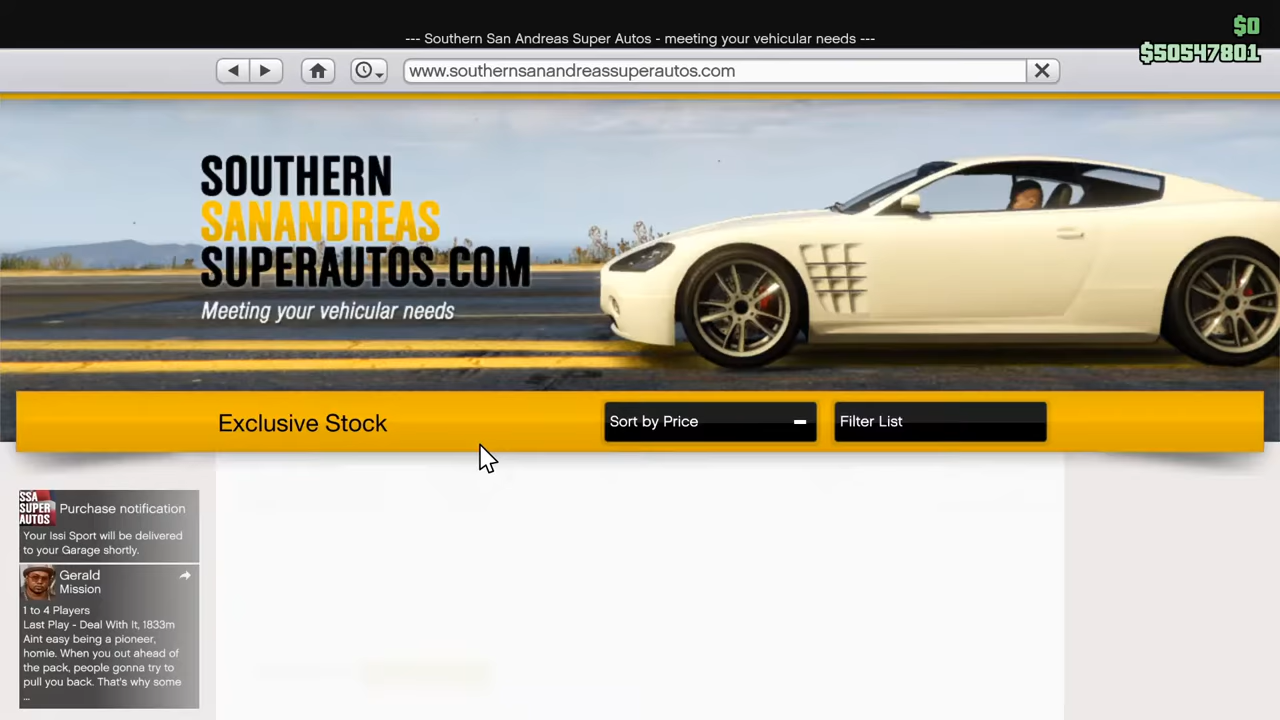 --- Southern San Andreas Super Autos - meeting your vehicular needs ---
$0
$50547801
www.southernsanandreassuperautos.com
SOUTHERN
SANANDREAS
SUPERAUTOS.COM
Meeting your vehicular needs
Exclusive Stock
Sort by Price
Filter List
SSA
SUPER
AUTOS
Purchase notification
Your Issi Sport will be delivered
to your Garage shortly.
Gerald
Mission
1 to 4 Players
Last Play - Deal With It, 1833m
Aint easy being a pioneer,
homie. When you out ahead of
the pack, people gonna try to
pull you back. That's why some
...